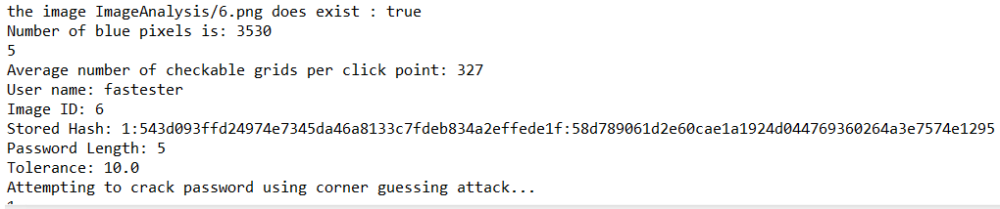 the image ImageAnalysis/6.png does exist : true
Number of blue pixels is: 3530
5
Average number of checkable grids per click point: 327
User name: fastester
Image ID: 6
Stored Hash: 1:543d093ffd24974e7345da46a8133c7fdeb834a2effede1f:58d789061d2e60cae1a1924d044769360264a3e7574e1295
Password Length: 5
Tolerance: 10.0
Attempting to crack password using corner guessing attack...